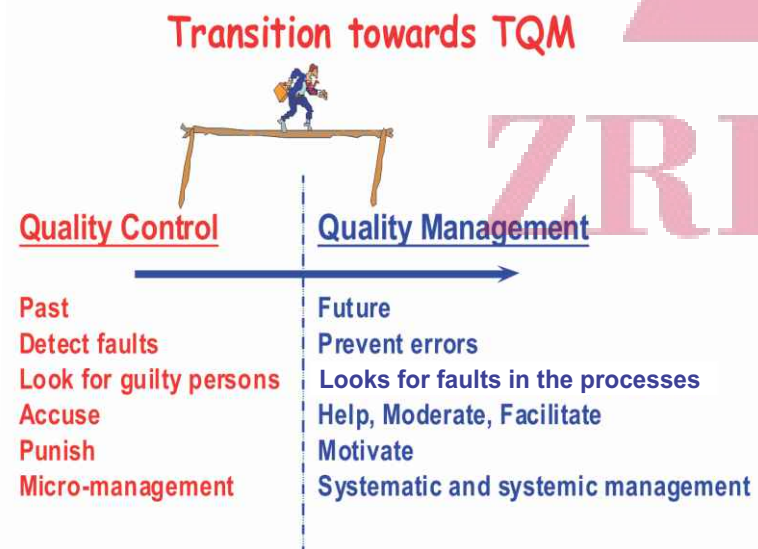 Transition towards TQM
ZRI
Quality Control Quality Management
Past Future
Detect faults Prevent errors
Look for guilty persons Looks for faults in the processes
Accuse Help, Moderate, Facilitate
Punish Motivate
Micro-management Systematic and systemic management